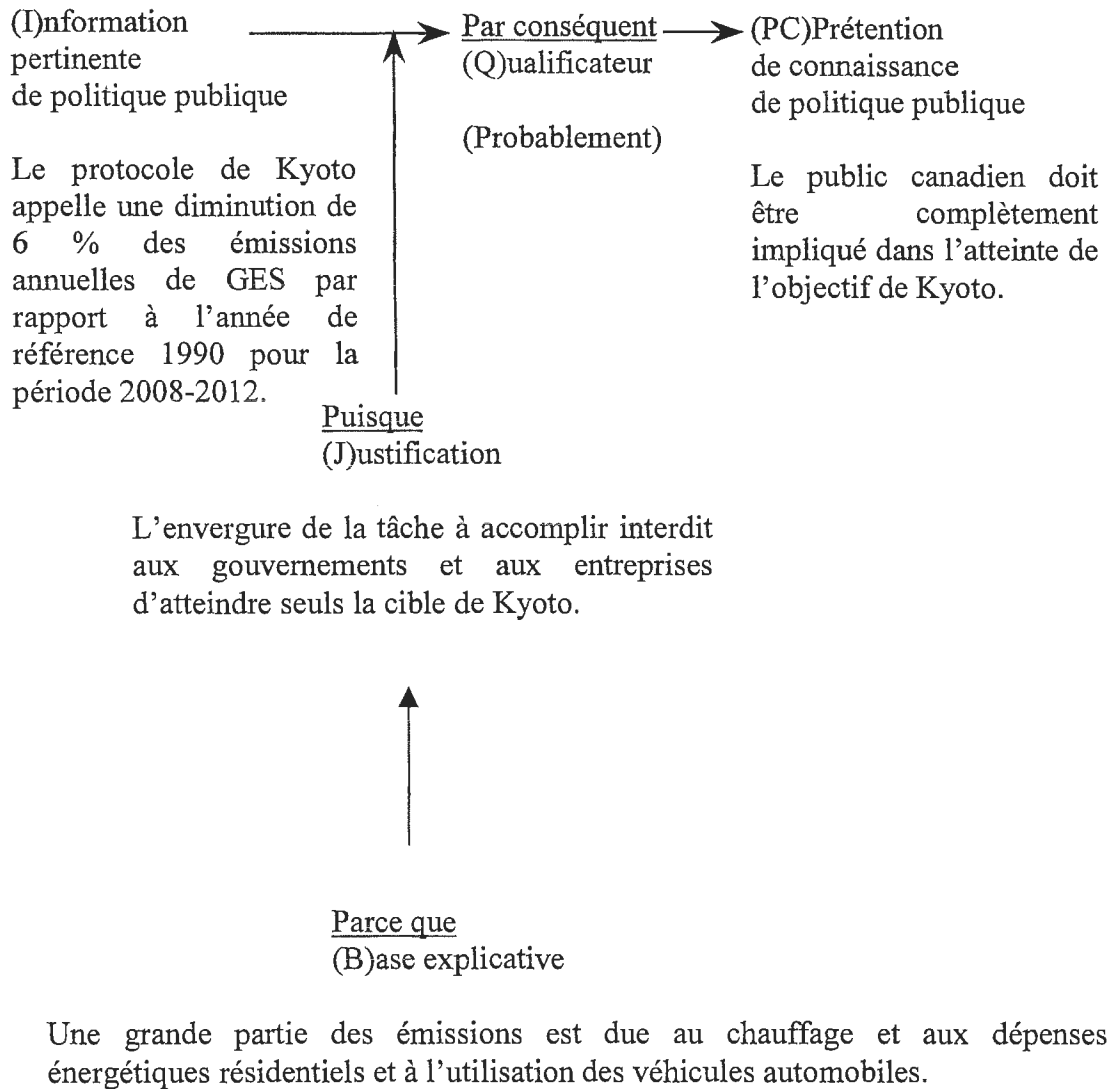 (I)nformation
pertinente
de politique publique
Le protocole de Kyoto
appelle une diminution de
6 % des émissions
annuelles de GES par
rapport à l'année de
référence 1990 pour la
période 2008-2012.
Par conséquent
(Q)ualificateur
(Probablement)
(PC)Prétention
de connaissance
de politique publique
Le public canadien doit
être complètement
impliqué dans l'atteinte de
l'objectif de Kyoto.
Puisque
(J)ustification
L'envergure de la tâche à accomplir interdit
aux gouvernements et aux entreprises
d'atteindre seuls la cible de Kyoto.
Parce que
(B)ase explicative
Une grande partie des émissions est due au chauffage et aux dépenses
énergétiques résidentiels et à l'utilisation des véhicules automobiles.